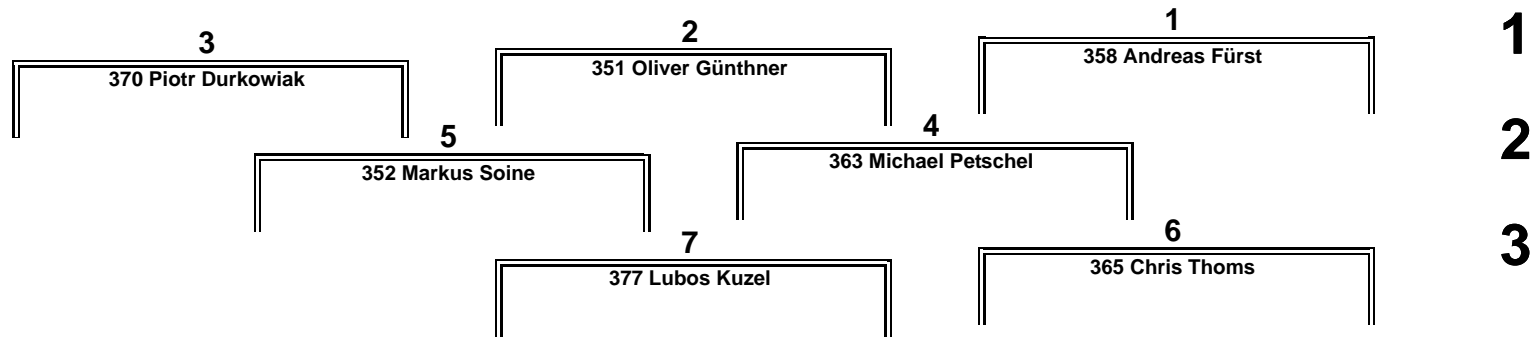 3
370 Piotr Durkowiak
2
351 Oliver Günthner
1
358 Andreas Fürst
1
5
352 Markus Soine
4
363 Michael Petschel
2
7
377 Lubos Kuzel
6
365 Chris Thoms
3